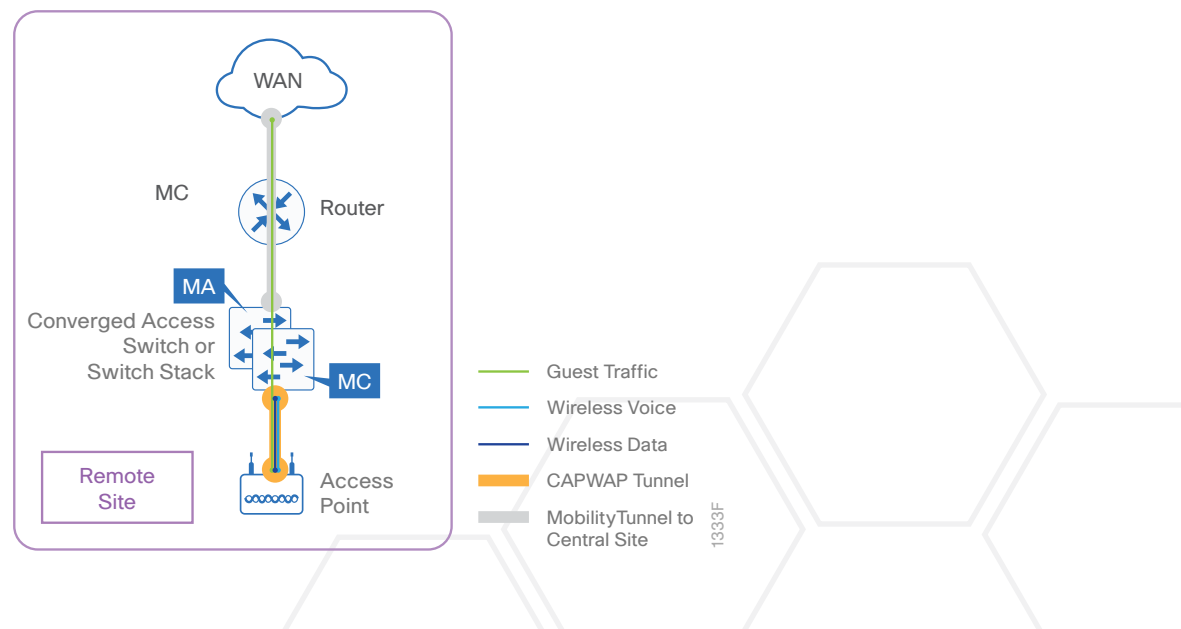 WAN
MC
Router
MA
Converged Access
Switch or
Switch Stack
MC
Remote
Site
Access
Point
Guest Traffic
Wireless Voice
Wireless Data
CAPWAP Tunnel
MobilityTunnel to
Central Site
1333F